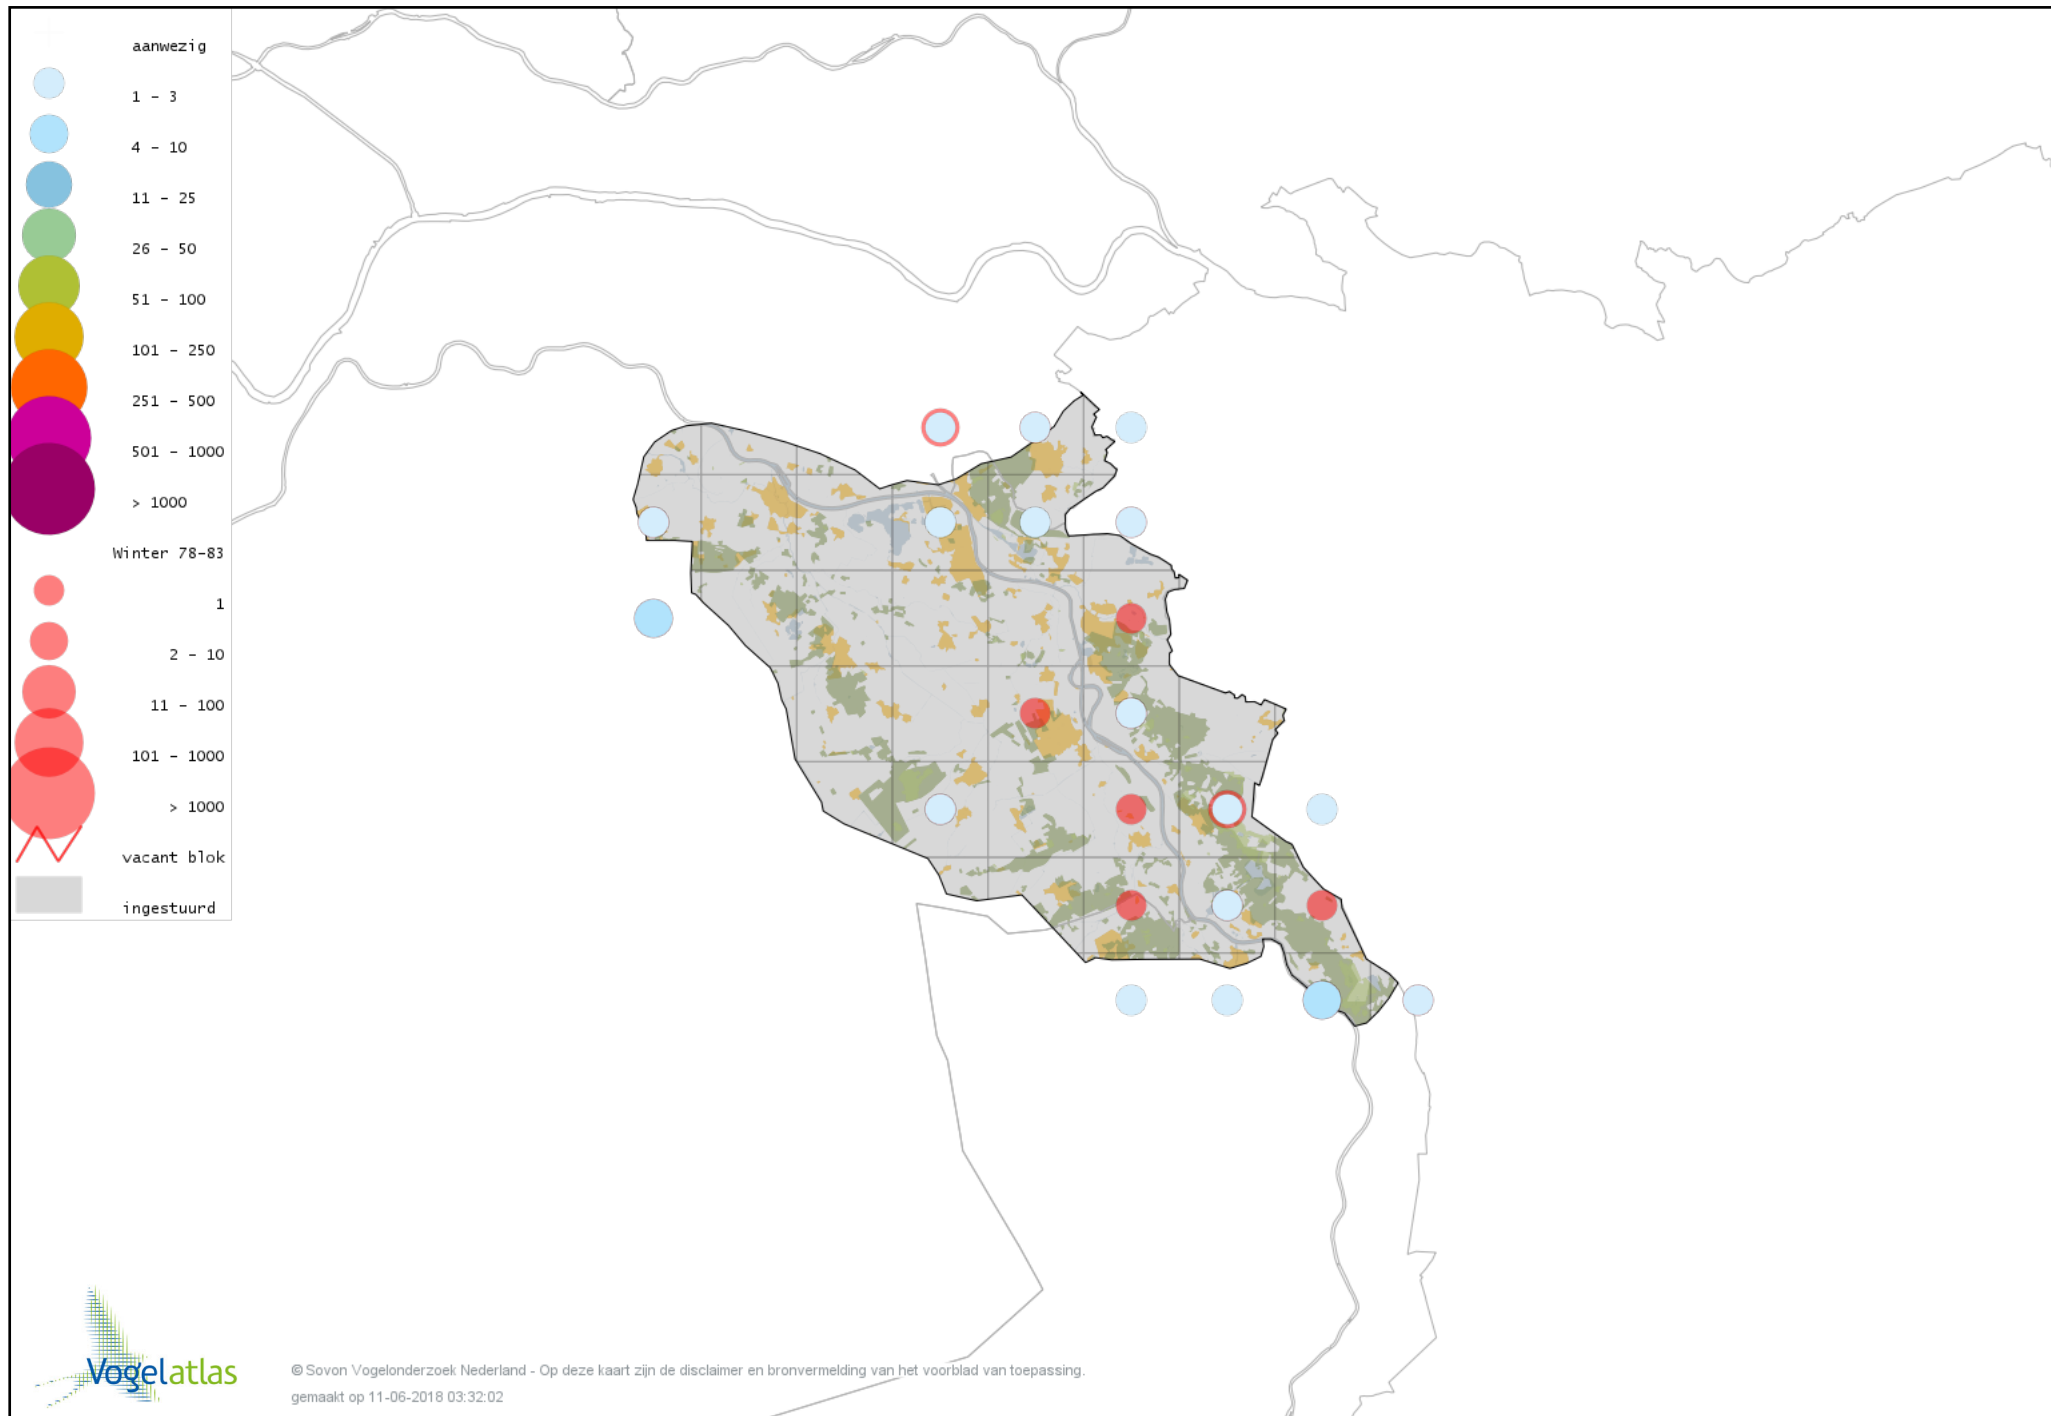 aanwezig
1 - 3
4 - 10
11 - 25
26 - 50
51 - 100
101 - 250
251 - 500
501 - 1000
> 1000
Winter 78-83
1
2 - 10
11 - 100
101 - 1000
> 1000
vacant blok
ingestuurd
Vogelatlas
© Sovon Vogelonderzoek Nederland - Op deze kaart zijn de disclaimer en bronvermelding van het voorblad van toepassing.
gemaakt op 11-06-2018 03:32:02